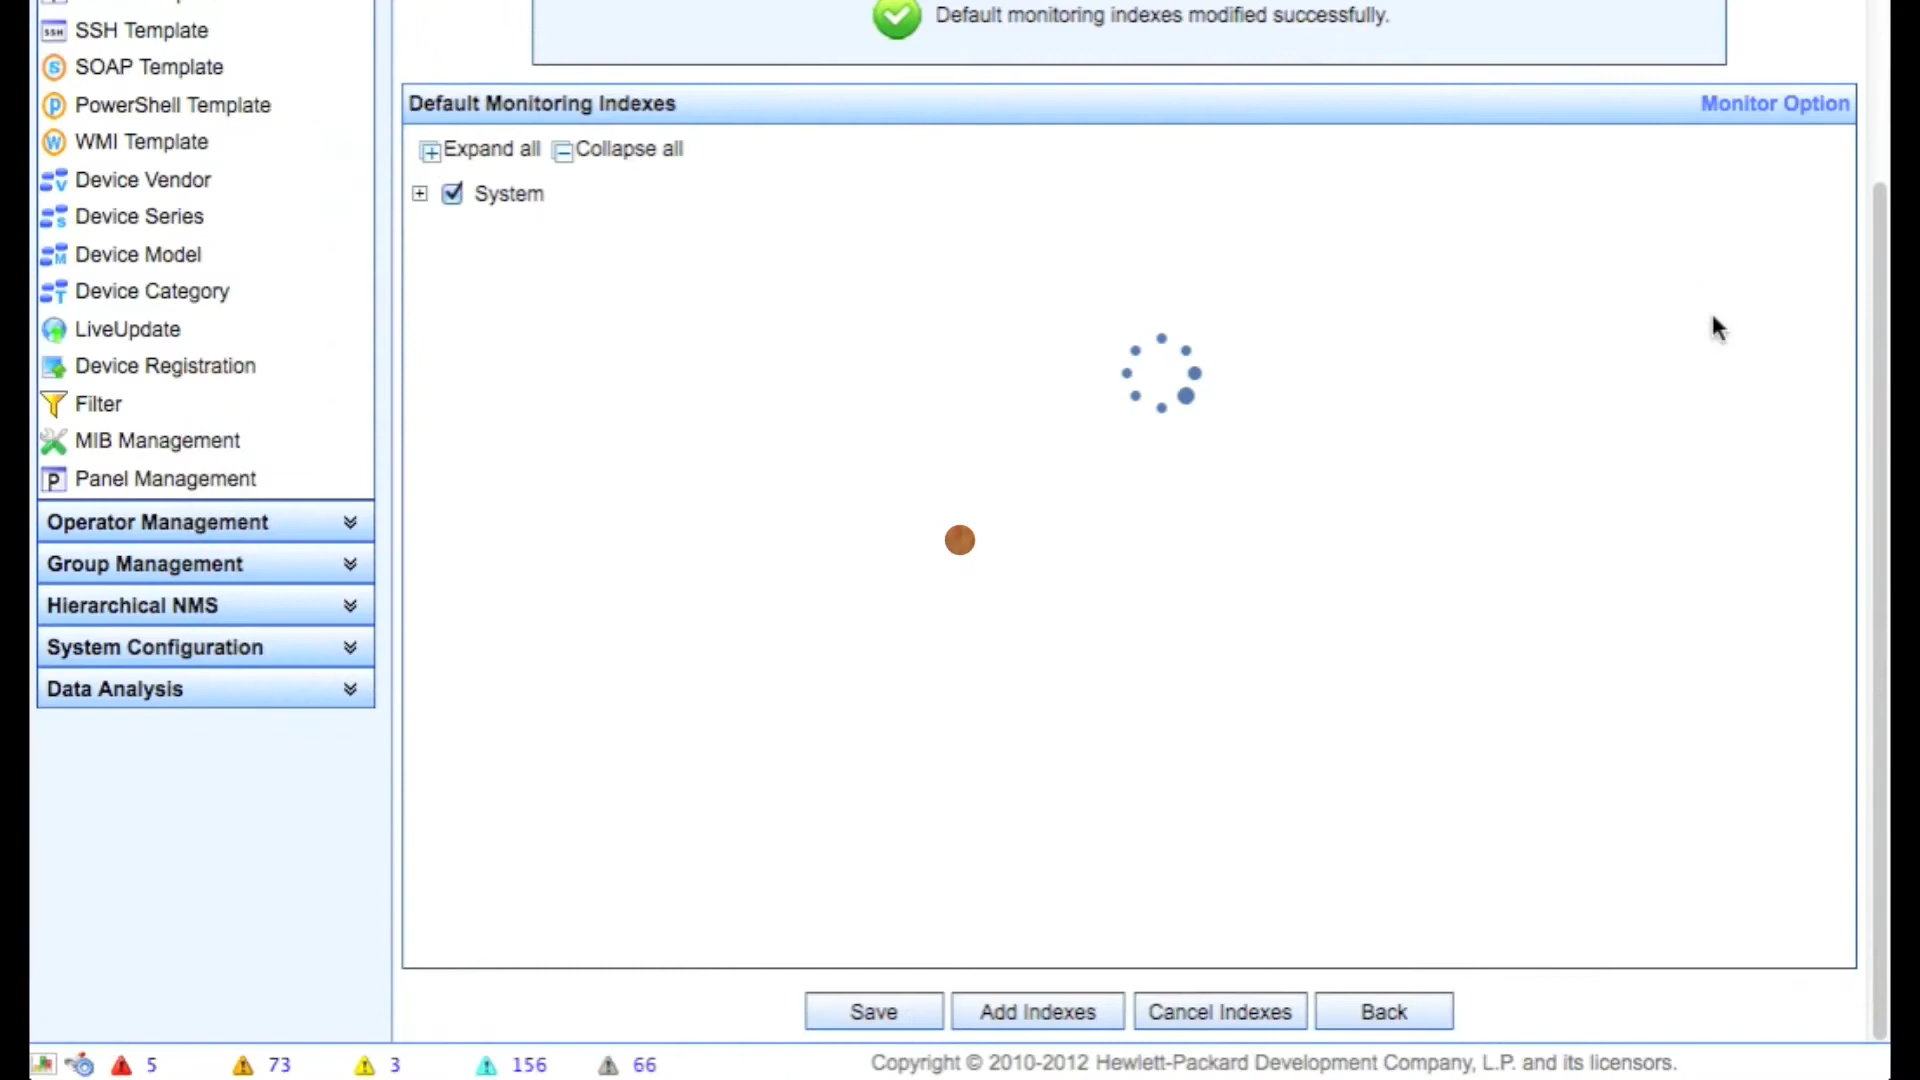 SSH Template
SOAP Template
PowerShell Template
WMI Template
Device Vendor
Device Series
Device Model
Device Category
LiveUpdate
Device Registration
Filter
MIB Management
Panel Management
Operator Management
Group Management
Hierarchical NMS
System Configuration
Data Analysis
Default monitoring indexes modified successfully.
Default Monitoring Indexes
Monitor Option
Expand all
Collapse all
System
Save
Add Indexes
Cancel Indexes
Back
5
73
3
156
66
Copyright © 2010-2012 Hewlett-Packard Development Company, L.P. and its licensors.